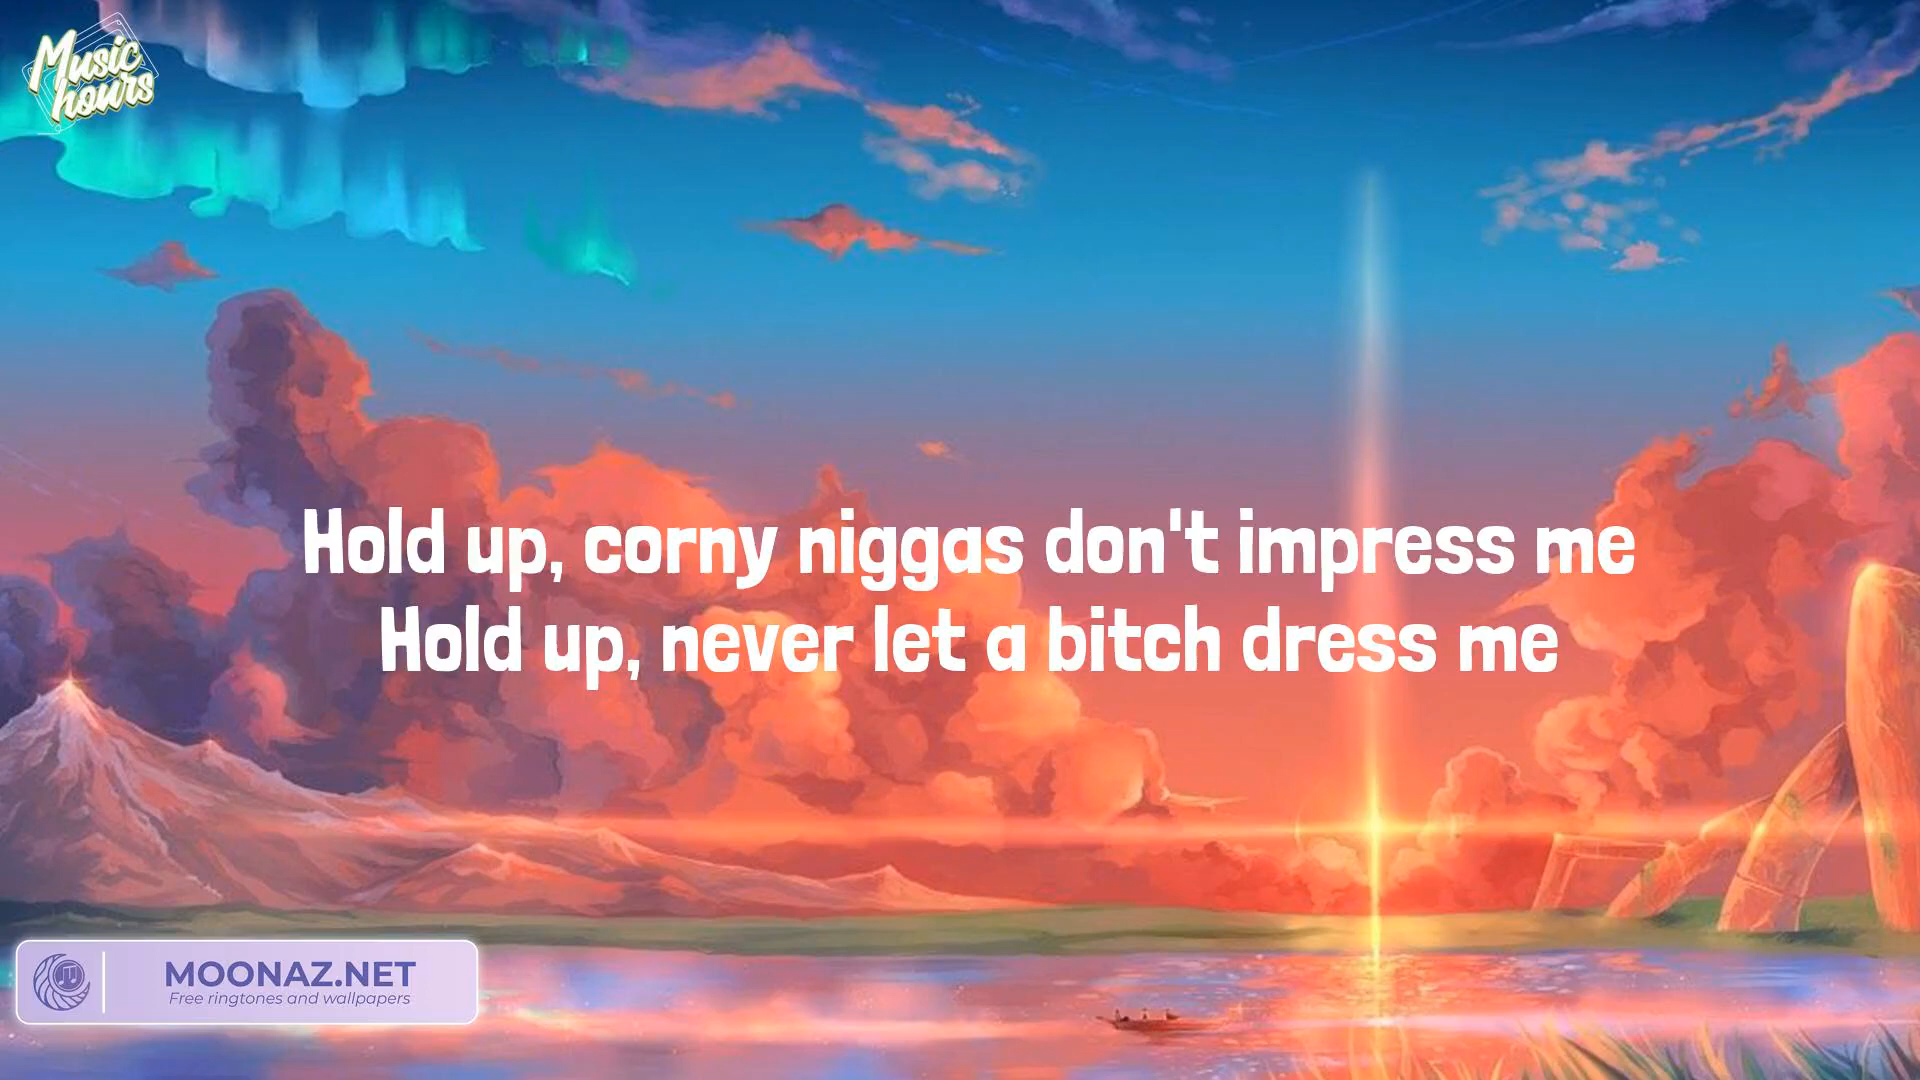 Music
hours
Hold up, corny niggas don't impress me
Hold up, never let a bitch dress me
MOONAZ.NET
Free ringtones and wallpapers